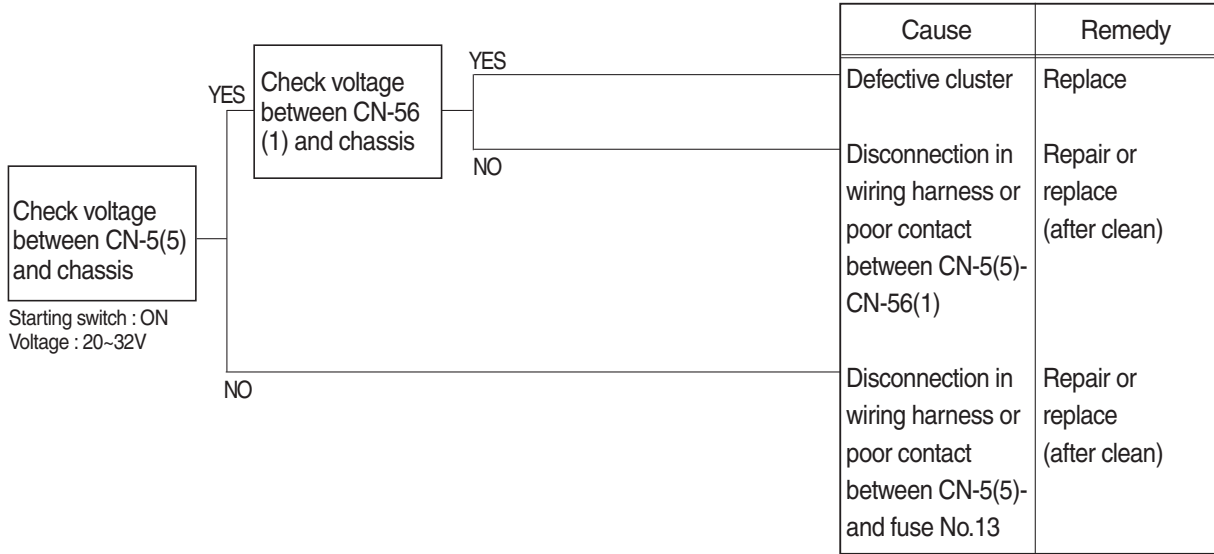 Check voltage
between CN-5(5)
and chassis
Starting switch : ON
Voltage : 20~32V
YES
NO
Check voltage
between CN-56
(1) and chassis
YES
NO
Cause
Remedy
Defective cluster
Replace
Disconnection in
wiring harness or
poor contact
between CN-5(5)-
CN-56(1)
Repair or
replace
(after clean)
Disconnection in
wiring harness or
poor contact
between CN-5(5)-
and fuse No.13
Repair or
replace
(after clean)